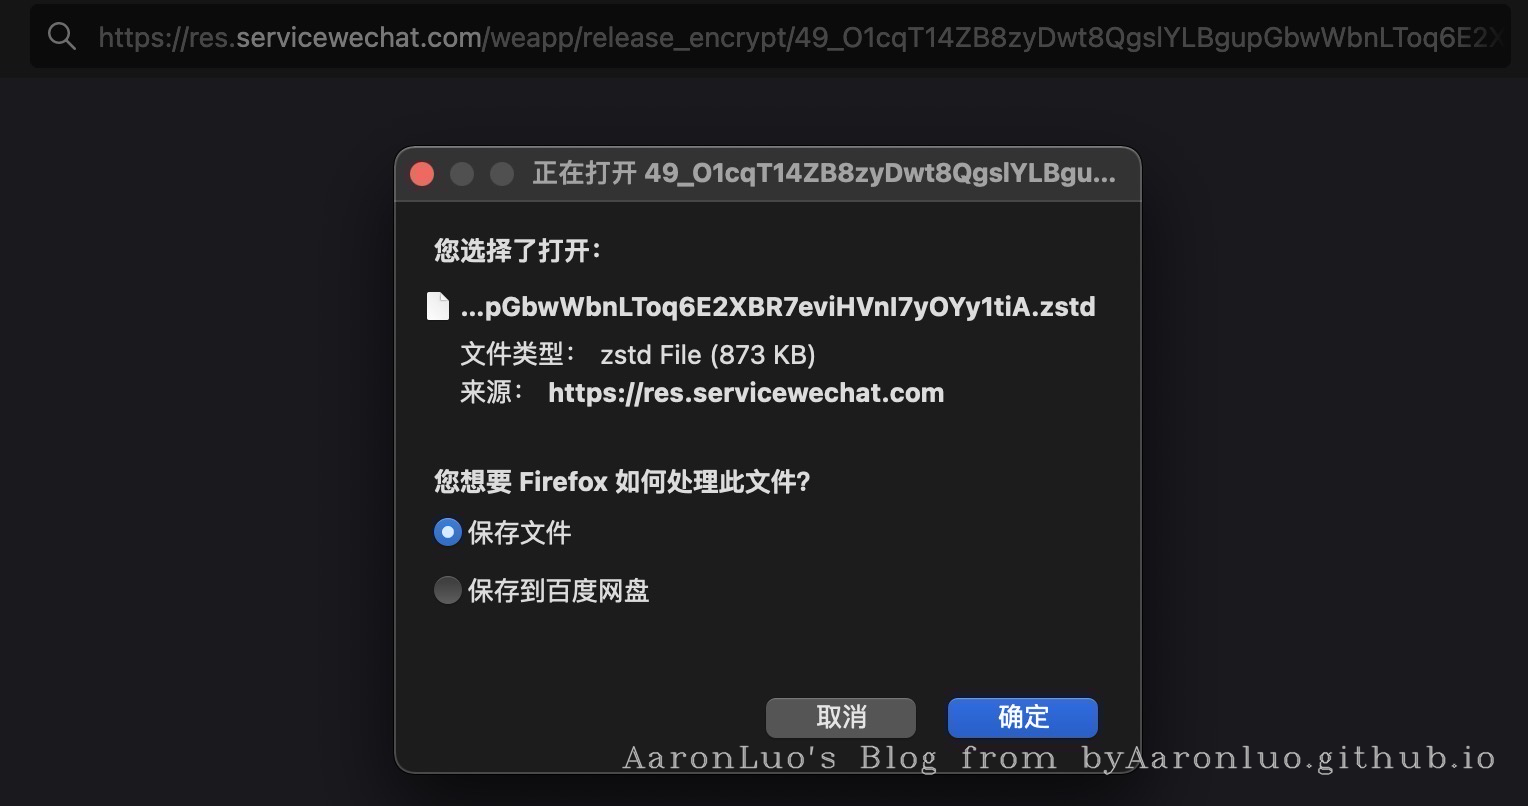 https://res.servicewechat.com/weapp/release_encrypt/49_O1cqT14ZB8zyDwt8QgslYLBgupGbwWbnLToq6E2X
正在打开 49_O1cqT14ZB8zyDwt8QgslYLBgu...
您选择了打开：
...pGbwWbnLToq6E2XBR7eviHVnI7yOYy1tiA.zstd
文件类型： zstd File (873 KB)
来源： https://res.servicewechat.com
您想要 Firefox 如何处理此文件?
保存文件
保存到百度网盘
取消 确定
AaronLuo's Blog from byAaronluo.github.io